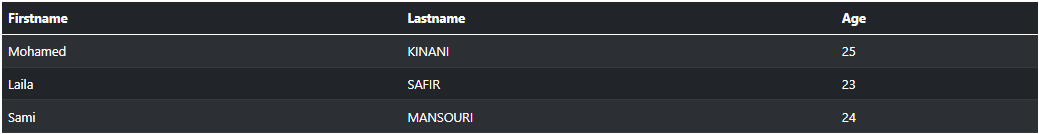 Firstname Lastname Age
Mohamed KINANI 25
Laila SAFIR 23
Sami MANSOURI 24